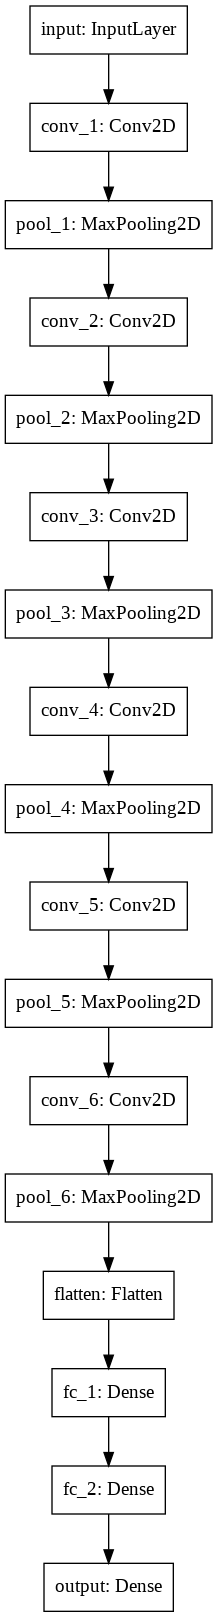 input: InputLayer
conv_1: Conv2D
pool_1: MaxPooling2D
conv_2: Conv2D
pool_2: MaxPooling2D
conv_3: Conv2D
pool_3: MaxPooling2D
conv_4: Conv2D
pool_4: MaxPooling2D
conv_5: Conv2D
pool_5: MaxPooling2D
conv_6: Conv2D
pool_6: MaxPooling2D
flatten: Flatten
fc_1: Dense
fc_2: Dense
output: Dense